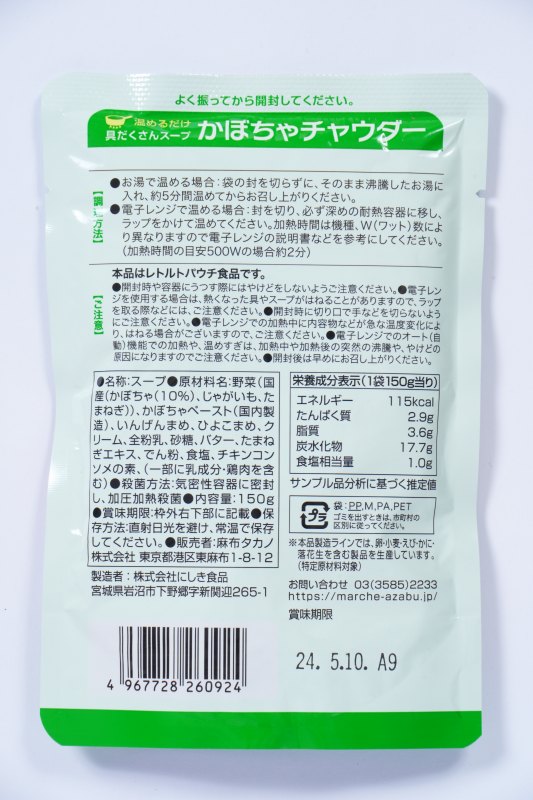 よく振ってから開封してください。
温めるだけ
具だくさんスープ かぼちゃチャウダー
【調理方法】
●お湯で温める場合：袋の封を切らずに、そのまま沸騰したお湯に
入れ、約5分間温めてからお召し上がりください。
●電子レンジで温める場合：封を切り、必ず深めの耐熱容器に移し、
ラップをかけて温めてください。加熱時間は機種、W（ワット）数によ
り異なりますので電子レンジの説明書などを参考にしてください。
（加熱時間の目安500Wの場合約2分）
本品はレトルトパウチ食品です。
【ご注意】
●開封時や容器にうつす際にはやけどをしないようご注意ください。●電子レン
ジを使用する場合は、熱くなった具やスープがはねることがありますので、ラップ
を取る際などには、ご注意ください。●開封時に切り口で手などを切らないよ
うにご注意ください。●電子レンジでの加熱中に内容物などが急な温度変化によ
り、はねる場合がございますので、ご注意ください。●電子レンジでのオート（自
動）機能での加熱や、温めすぎは、加熱中や加熱後の突然の沸騰や、やけどの
原因になりますのでご注意ください。●開封後は早めにお召し上がりください。
●名称：スープ●原材料名：野菜（国
産（かぼちゃ（10%）、じゃがいも、た
まねぎ））、かぼちゃペースト（国内製
造）、いんげんまめ、ひよこまめ、ク
リーム、全粉乳、砂糖、バター、たまね
ぎエキス、でん粉、食塩、チキンコン
ソメの素、（一部に乳成分・鶏肉を含
む）●殺菌方法：気密性容器に密封
し、加圧加熱殺菌●内容量：150g
●賞味期限：枠外右下部に記載●保
存方法：直射日光を避け、常温で保存
してください。●販売者：麻布タカノ
株式会社 東京都港区東麻布1-8-12
製造者：株式会社にしき食品
宮城県岩沼市下野郷字新関迎265-1
栄養成分表示（1袋150g当り）
エネルギー 115kcal
たんぱく質 2.9g
脂質 3.6g
炭水化物 17.7g
食塩相当量 1.0g
サンプル品分析に基づく推定値
プラ
袋：PP,M,PA,PET
ゴミを出すときは、市町村の
区別に従ってください。
※本品製造ラインでは、卵・小麦・えび・かに・
落花生を含む製品を生産しています。
（特定原材料対象）
お問い合わせ 03(3585)2233
https://marche-azabu.jp/
賞味期限
24. 5.10. A9
4 967728 260924